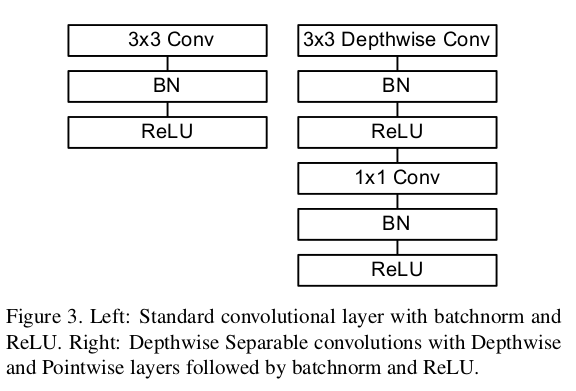 3x3 Conv
BN
ReLU
3x3 Depthwise Conv
BN
ReLU
1x1 Conv
BN
ReLU
Figure 3. Left: Standard convolutional layer with batchnorm and
ReLU. Right: Depthwise Separable convolutions with Depthwise
and Pointwise layers followed by batchnorm and ReLU.